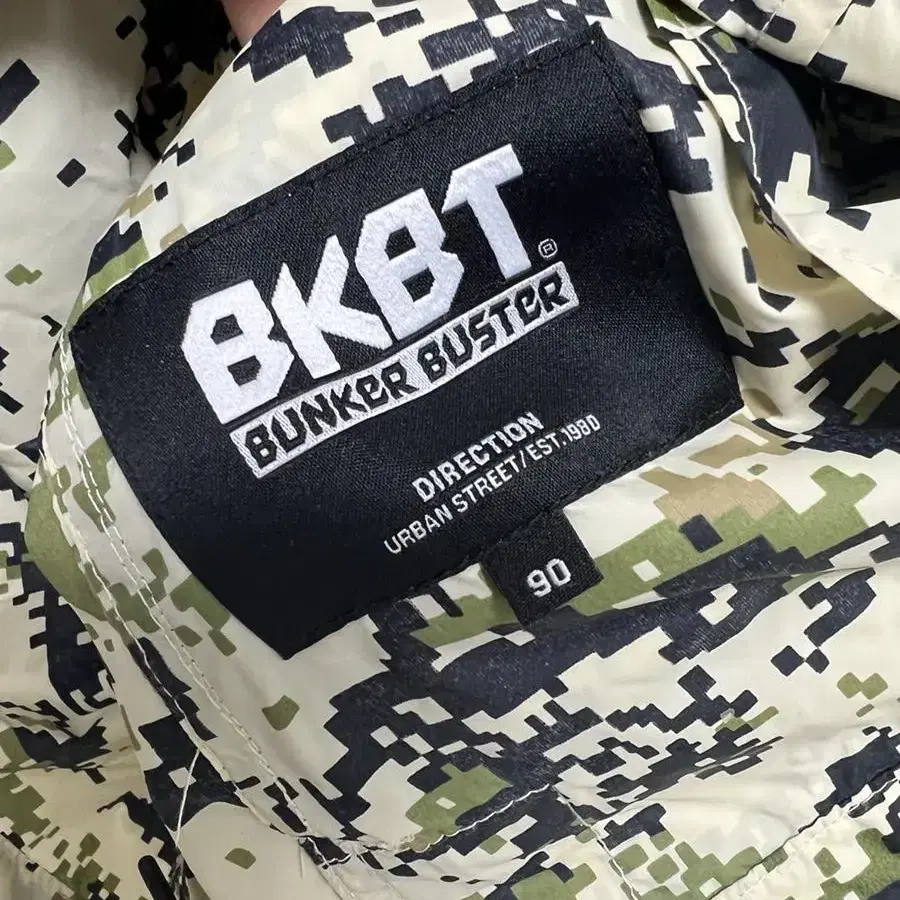 BKBT®
BUNKER BUSTER
DIRECTION
URBAN STREET/EST.1980
90